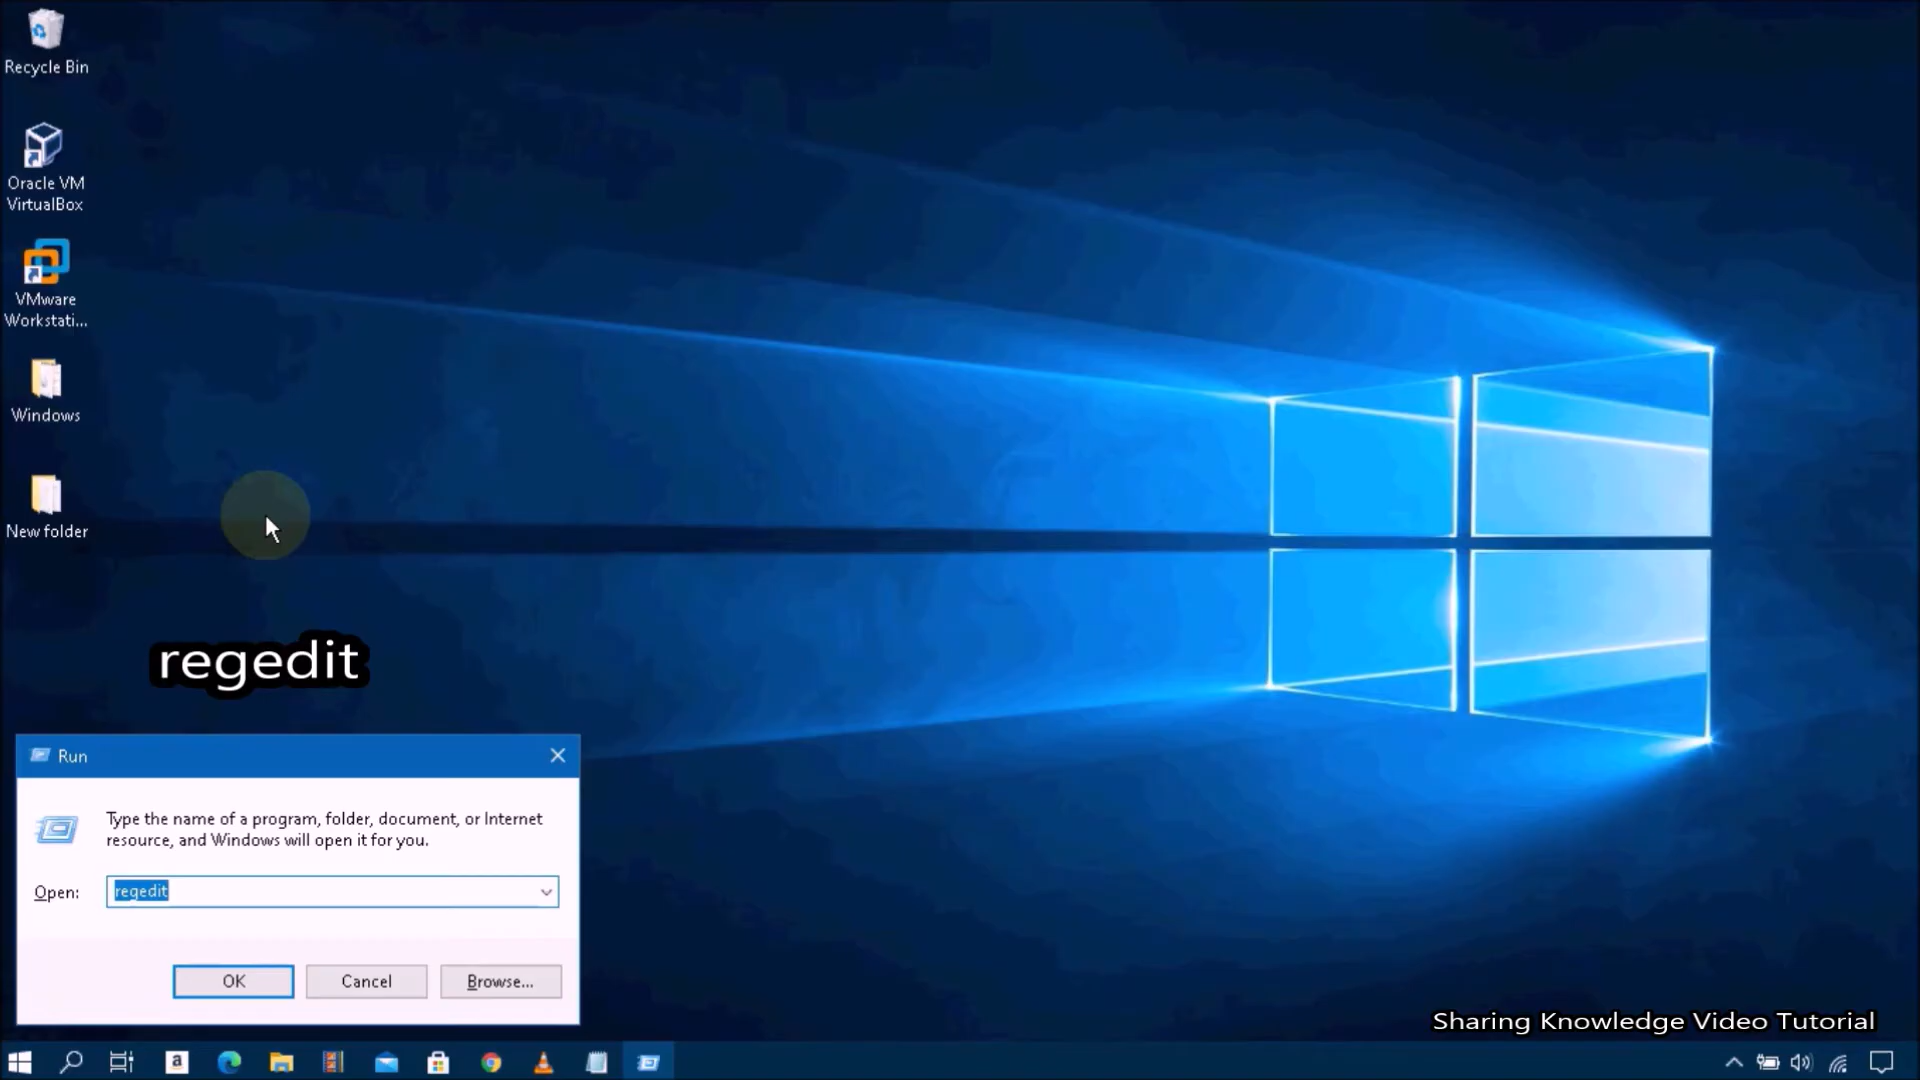 Recycle Bin
Oracle VM
VirtualBox
VMware
Workstati...
Windows
New folder
regedit
Run
Type the name of a program, folder, document, or Internet
resource, and Windows will open it for you.
Open:
regedit
OK
Cancel
Browse...
Sharing Knowledge Video Tutorial
a